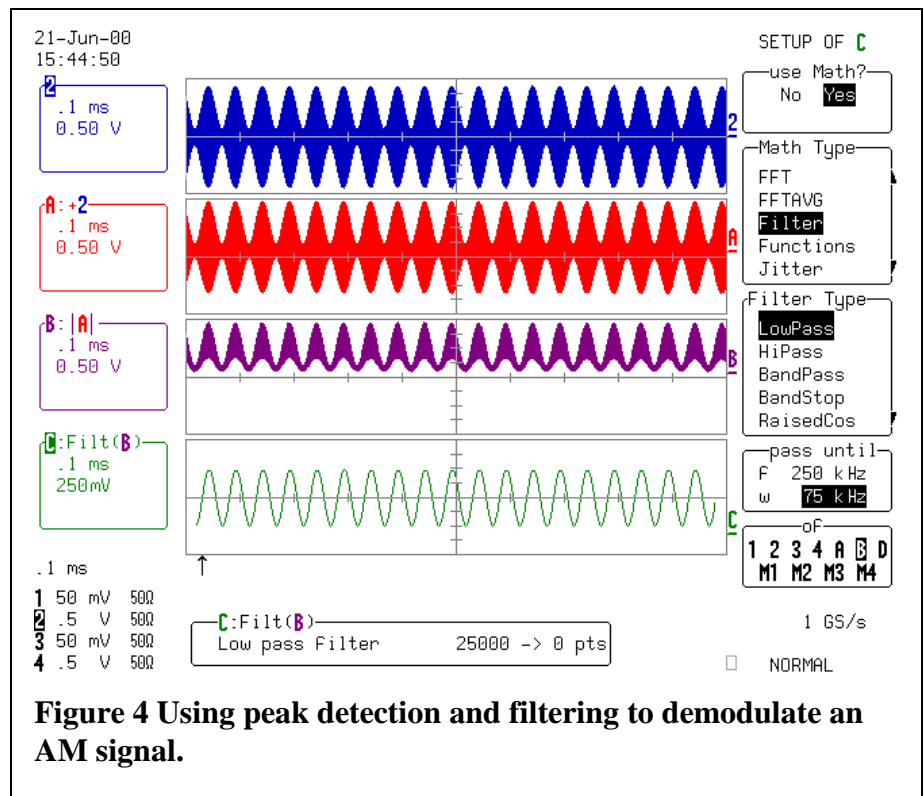 21-Jun-00
15:44:50
2
.1 ms
0.50 V
A:+2
.1 ms
0.50 V
B:|A|
.1 ms
0.50 V
C:Filt(B)
.1 ms
250mV
2
A
B
C
SETUP OF C
use Math?
No Yes
Math Type
FFT
FFTAVG
Filter
Functions
Jitter
Filter Type
LowPass
HiPass
BandPass
BandStop
RaisedCos
pass until
F 250 kHz
w 75 kHz
of
1 2 3 4 A B D
M1 M2 M3 M4
.1 ms
1 50 mV 50Ω
2 .5 V 50Ω
3 50 mV 50Ω
4 .5 V 50Ω
C:Filt(B)
Low pass Filter 25000 -> 0 pts
1 GS/s
NORMAL
Figure 4 Using peak detection and filtering to demodulate an
AM signal.